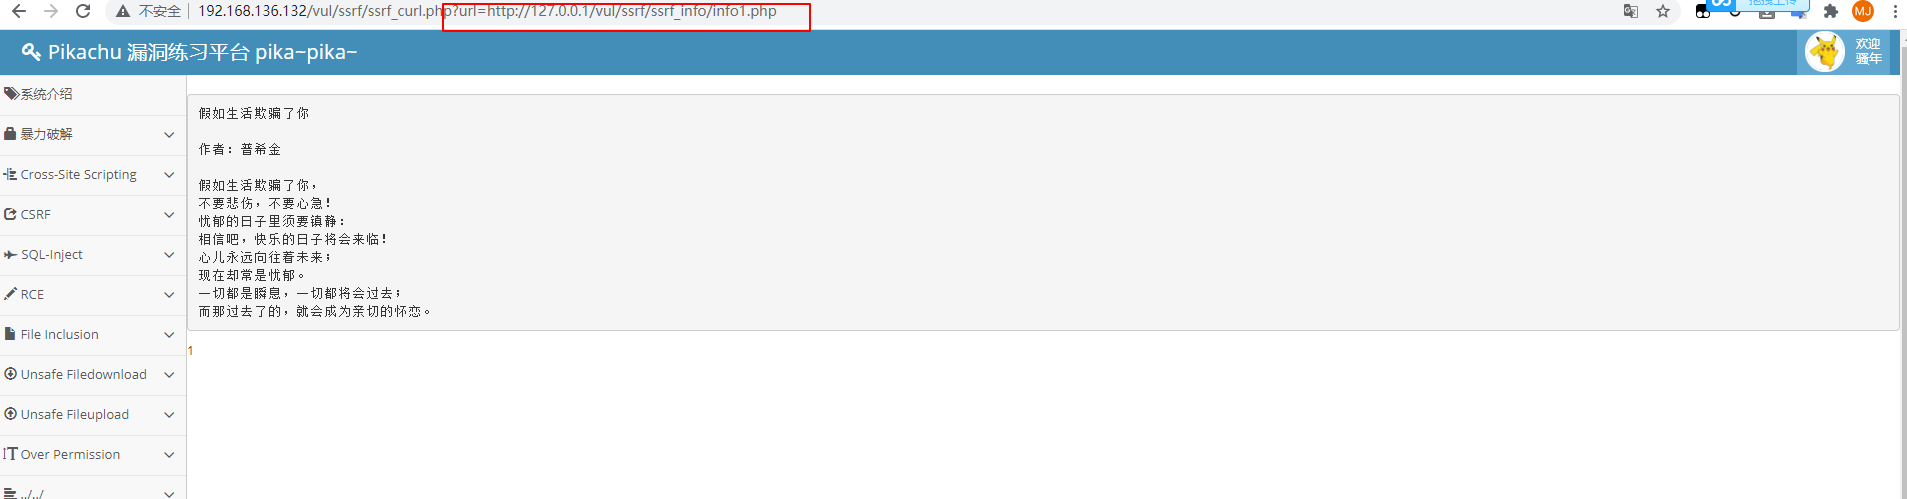 不安全 | 192.168.136.132/vul/ssrf/ssrf_curl.php?url=http://127.0.0.1/vul/ssrf/ssrf_info/info1.php
MJ
Pikachu 漏洞练习平台 pika~pika~
欢迎
骚年
系统介绍
暴力破解
Cross-Site Scripting
CSRF
SQL-Inject
RCE
File Inclusion
Unsafe Filedownload
Unsafe Fileupload
Over Permission
../../
假如生活欺骗了你
作者：普希金
假如生活欺骗了你，
不要悲伤，不要心急！
忧郁的日子里须要镇静：
相信吧，快乐的日子将会来临！
心儿永远向往着未来；
现在却常是忧郁。
一切都是瞬息，一切都将会过去；
而那过去了的，就会成为亲切的怀恋。
1